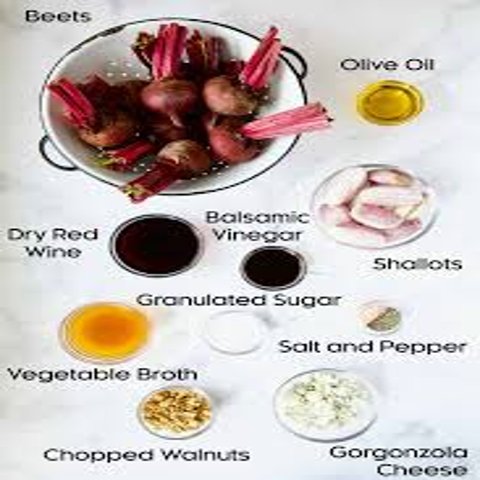 Beets
Olive Oil
Balsamic
Vinegar
Dry Red
Wine
Shallots
Granulated Sugar
Salt and Pepper
Vegetable Broth
Chopped Walnuts
Gorgonzola
Cheese